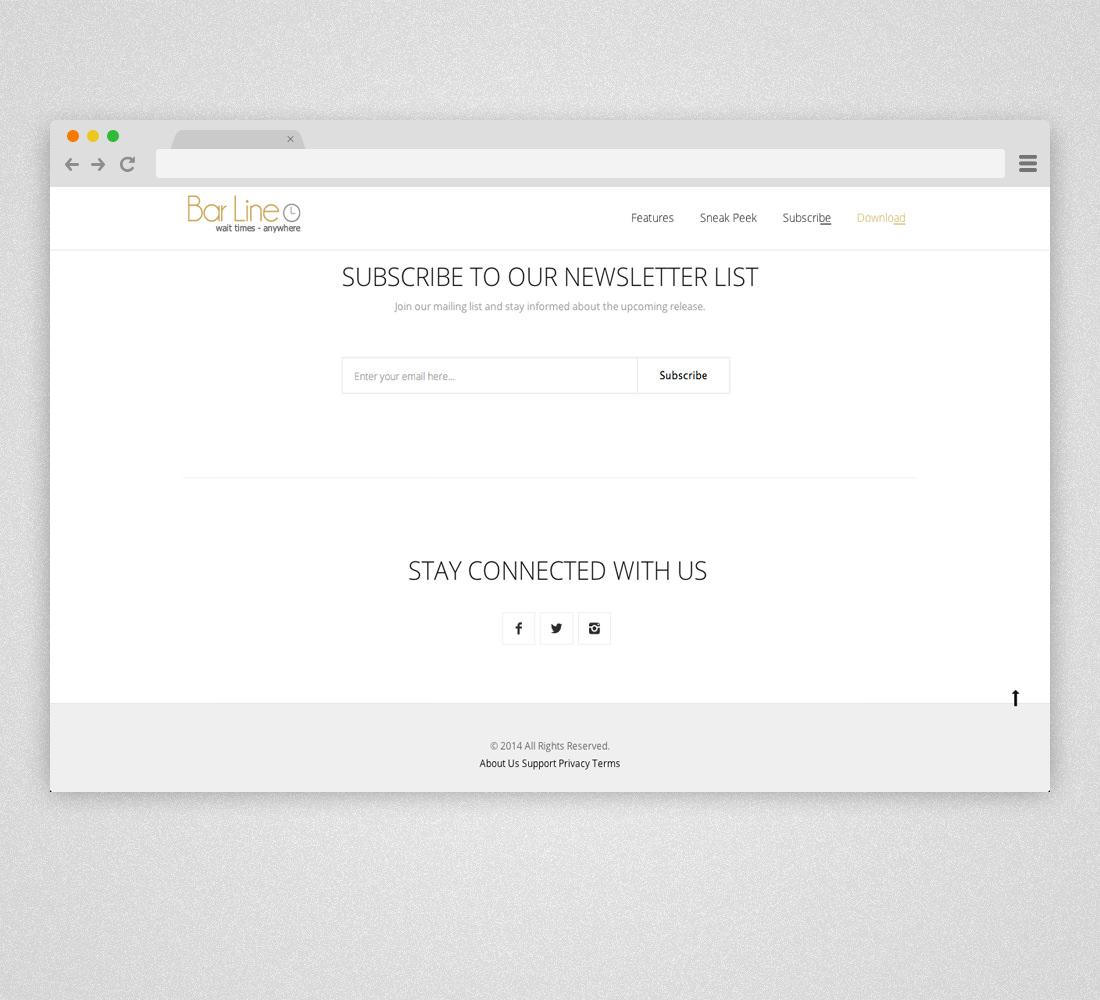 Bar Line
wait times - anywhere
Features Sneak Peek Subscribe Download
SUBSCRIBE TO OUR NEWSLETTER LIST
Join our mailing list and stay informed about the upcoming release.
Enter your email here... Subscribe
STAY CONNECTED WITH US
© 2014 All Rights Reserved.
About Us Support Privacy Terms